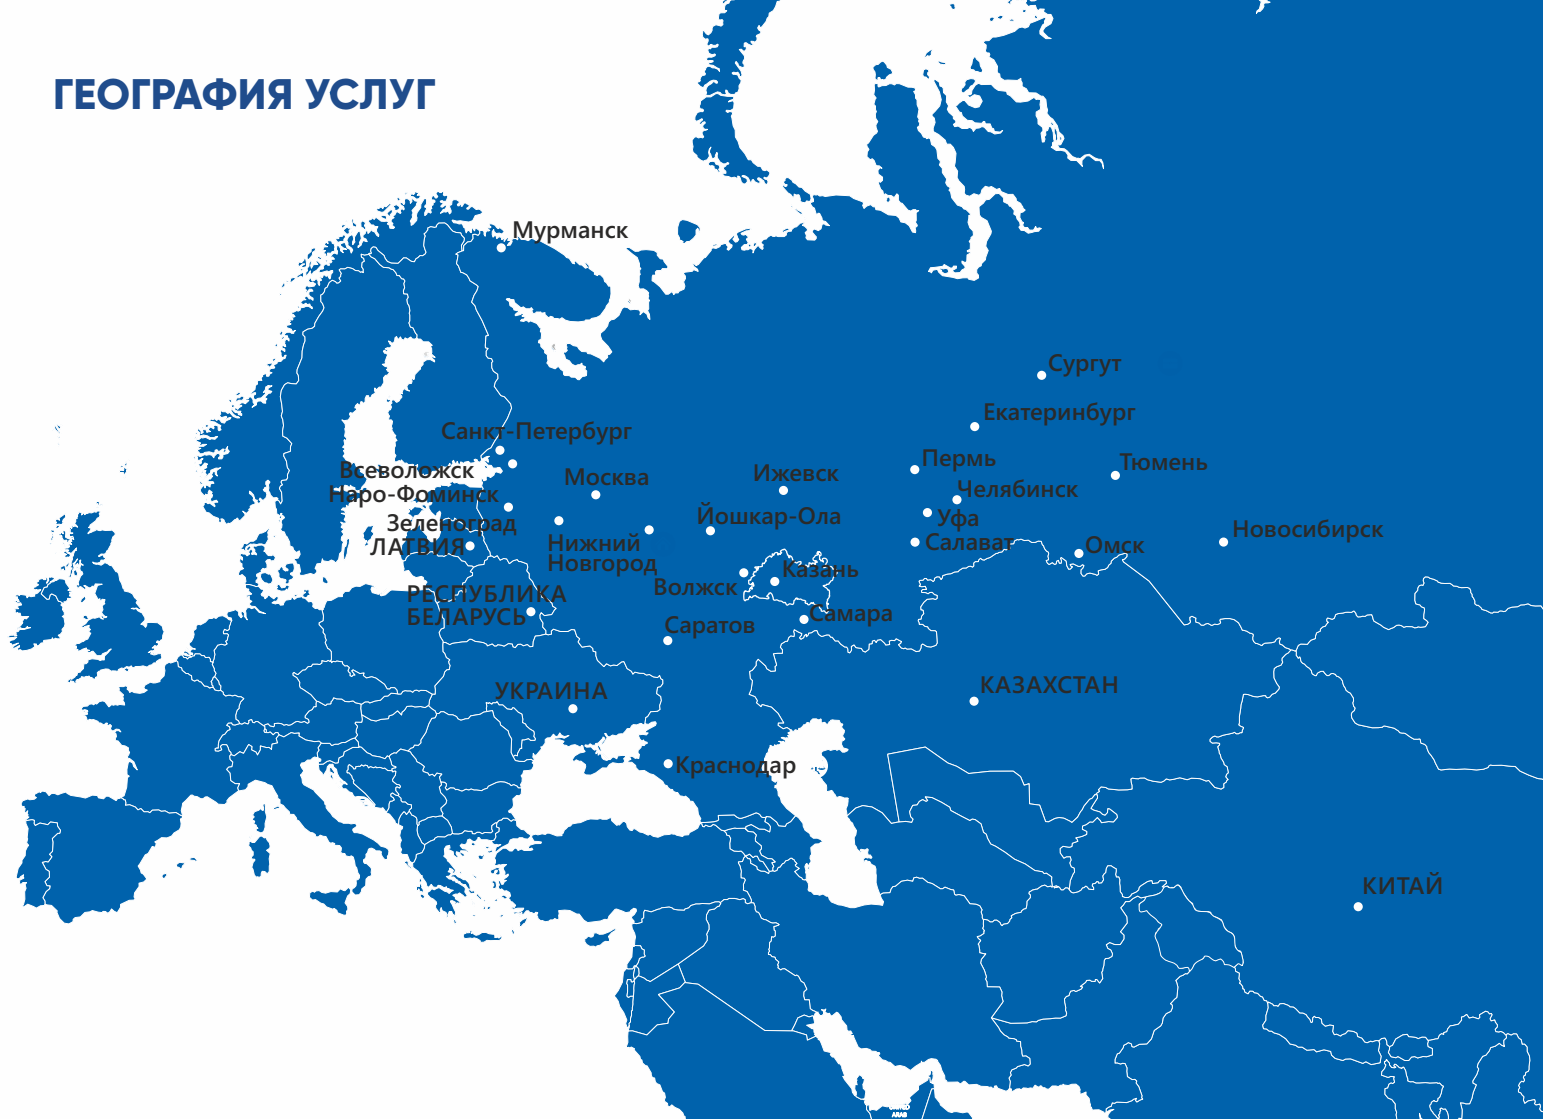 ГЕОГРАФИЯ УСЛУГ
Мурманск
Сургут
Екатеринбург
Санкт-Петербург
Пермь
Тюмень
Всеволожск
Москва
Ижевск
Челябинск
Наро-Фоминск
Йошкар-Ола
Уфа
Зеленоград
Новосибирск
ЛАТВИЯ
Нижний
Новгород
Салават
Омск
Казань
Волжск
РЕСПУБЛИКА
БЕЛАРУСЬ
Самара
Саратов
УКРАИНА
КАЗАХСТАН
Краснодар
КИТАЙ
ARAB